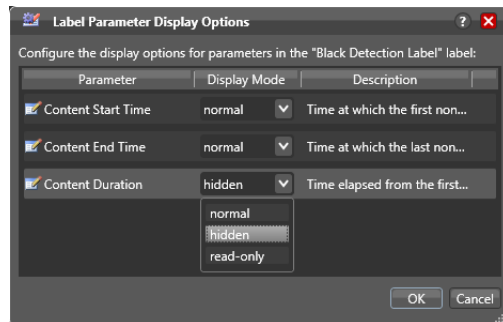 Label Parameter Display Options
?
Configure the display options for parameters in the "Black Detection Label" label:
Parameter Display Mode Description
Content Start Time normal Time at which the first non...
Content End Time normal Time at which the last non...
Content Duration hidden Time elapsed from the first...
normal
hidden
read-only
OK Cancel